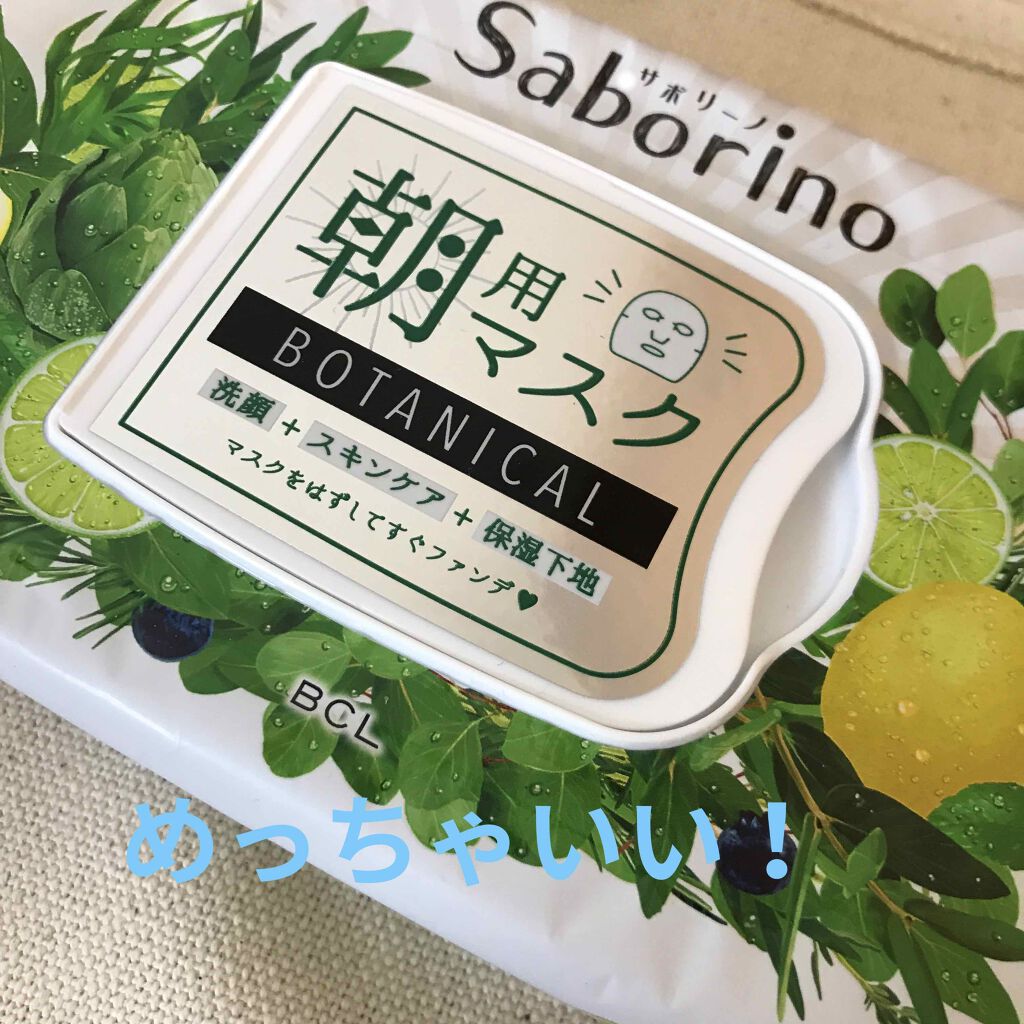 Saborino
サボリーノ
朝用マスク
BOTANICAL
洗顔+スキンケア+保湿下地
マスクをはずしてすぐファンデ♥
BCL
めっちゃいい！